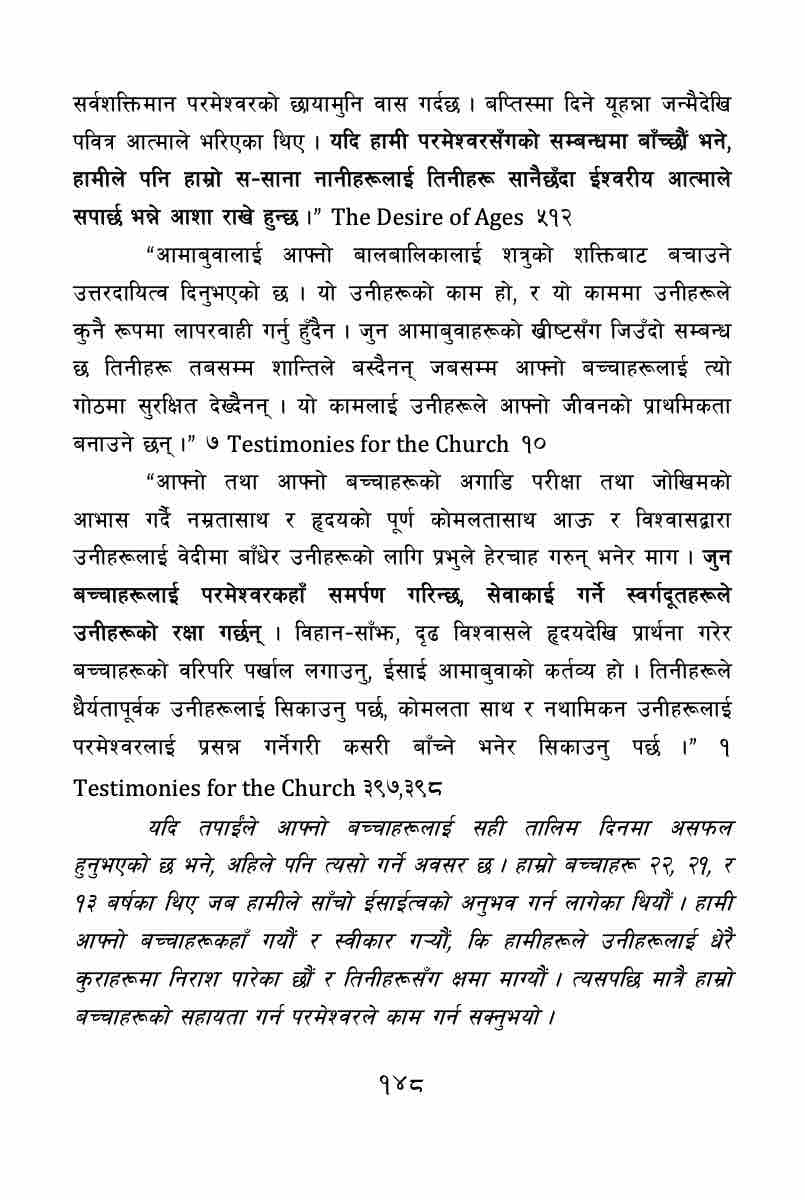 सर्वशक्तिमान परमेश्वरको छायामुनि वास गर्दछ । बप्तिस्मा दिने यूहन्ना जन्मैदेखि
पवित्र आत्माले भरिएका थिए । यदि हामी परमेश्वरसँगको सम्बन्धमा बाँच्छौं भने,
हामीले पनि हाम्रो स-साना नानीहरूलाई तिनीहरू सानैछँदा ईश्वरीय आत्माले
सपार्छ भन्ने आशा राखे हुन्छ ।” The Desire of Ages ५१२
“आमाबुवालाई आफ्नो बालबालिकालाई शत्रुको शक्तिबाट बचाउने
उत्तरदायित्व दिनुभएको छ । यो उनीहरूको काम हो, र यो काममा उनीहरूले
कुनै रूपमा लापरवाही गर्नु हुँदैन । जुन आमाबुवाहरूको ख्रीष्टसँग जिउँदो सम्बन्ध
छ तिनीहरू तबसम्म शान्तिले बस्दैनन् जबसम्म आफ्नो बच्चाहरूलाई त्यो
गोठमा सुरक्षित देख्दैनन् । यो कामलाई उनीहरूले आफ्नो जीवनको प्राथमिकता
बनाउने छन् ।” ७ Testimonies for the Church १०
“आफ्नो तथा आफ्नो बच्चाहरूको अगाडि परीक्षा तथा जोखिमको
आभास गर्दै नम्रतासाथ र हृदयको पूर्ण कोमलतासाथ आऊ र विश्वासद्वारा
उनीहरूलाई वेदीमा बाँधेर उनीहरूको लागि प्रभुले हेरचाह गरुन् भनेर माग । जुन
बच्चाहरूलाई परमेश्वरकहाँ समर्पण गरिन्छ, सेवाकाई गर्ने स्वर्गदूतहरूले
उनीहरूको रक्षा गर्छन् । विहान-साँझ, दृढ विश्वासले हृदयदेखि प्रार्थना गरेर
बच्चाहरूको वरिपरि पर्खाल लगाउनु, ईसाई आमाबुवाको कर्तव्य हो । तिनीहरूले
धैर्यतापूर्वक उनीहरूलाई सिकाउनु पर्छ, कोमलता साथ र नथामिकन उनीहरूलाई
परमेश्वरलाई प्रसन्न गर्नेगरी कसरी बाँच्ने भनेर सिकाउनु पर्छ ।” १
Testimonies for the Church ३९७,३९८
यदि तपाईंले आफ्नो बच्चाहरूलाई सही तालिम दिनमा असफल
हुनुभएको छ भने, अहिले पनि त्यसो गर्ने अवसर छ । हाम्रो बच्चाहरू २२, २१, र
१३ बर्षका थिए जब हामीले साँचो ईसाईत्वको अनुभव गर्न लागेका थियौं । हामी
आफ्नो बच्चाहरूकहाँ गयौं र स्वीकार गऱ्यौं, कि हामीहरूले उनीहरूलाई धेरै
कुराहरूमा निराश पारेका छौं र तिनीहरूसँग क्षमा माग्यौं । त्यसपछि मात्रै हाम्रो
बच्चाहरूको सहायता गर्न परमेश्वरले काम गर्न सक्नुभयो ।
१४८